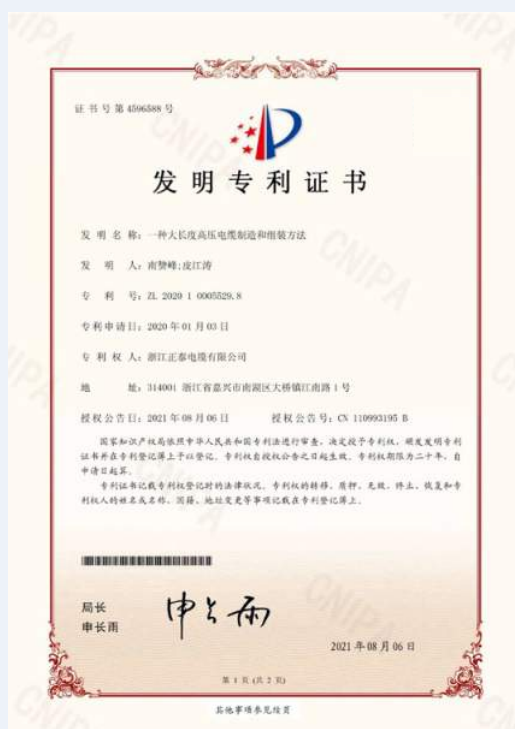 证书号第4596588号
发明专利证书
发明名称：一种大长度高压电缆制造和组装方法
发明人：南赞峰;庞江涛
专利号：ZL 2020 1 0005529.8
专利申请日：2020年01月03日
专利权人：浙江正泰电缆有限公司
地址：314001 浙江省嘉兴市南湖区大桥镇江南路1号
授权公告日：2021年08月06日 授权公告号：CN 110993195 B
国家知识产权局依照中华人民共和国专利法进行审查，决定授予专利权，颁发发明专利
证书并在专利登记簿上予以登记。专利权自授权公告之日起生效。专利权期限为二十年，自
申请日起算。
专利证书记载专利权登记时的法律状况。专利权的转移、质押、无效、终止、恢复和专
利权人的姓名或名称、国籍、地址变更等事项记载在专利登记簿上。
局长
申长雨
申长雨
2021年08月06日
第 1 页 (共 2 页)
其他事项参见续页
CNIPA
CNIPA
CNIPA
CNIPA